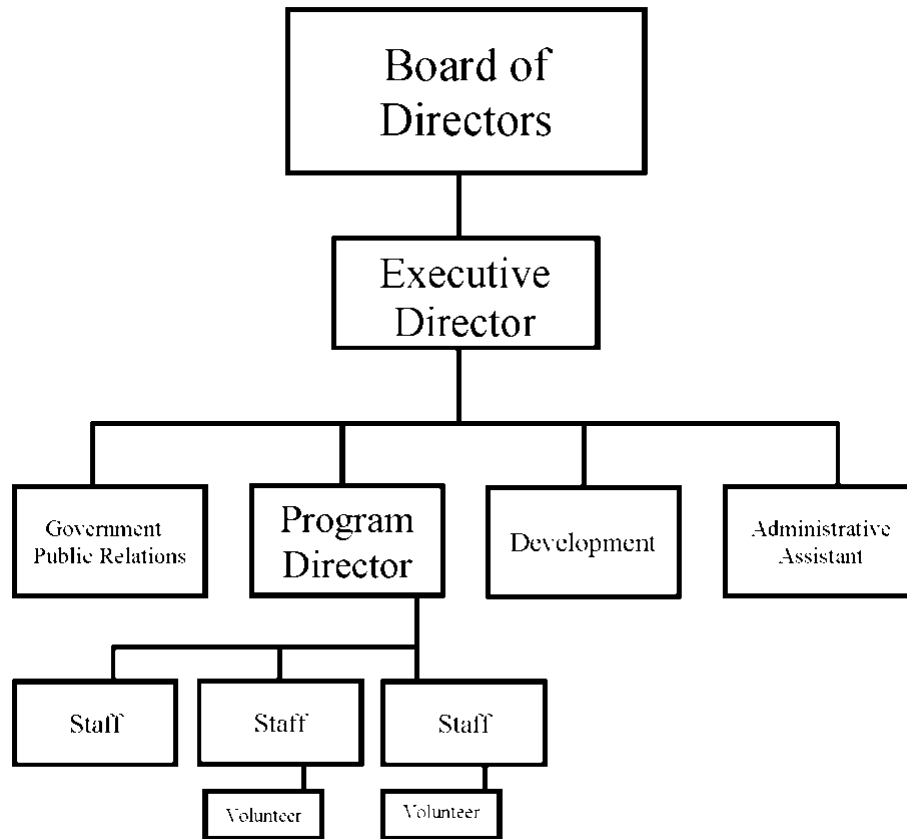 Board of
Directors
Executive
Director
Government
Public Relations
Program
Director
Development
Administrative
Assistant
Staff
Staff
Staff
Volunteer
Volunteer